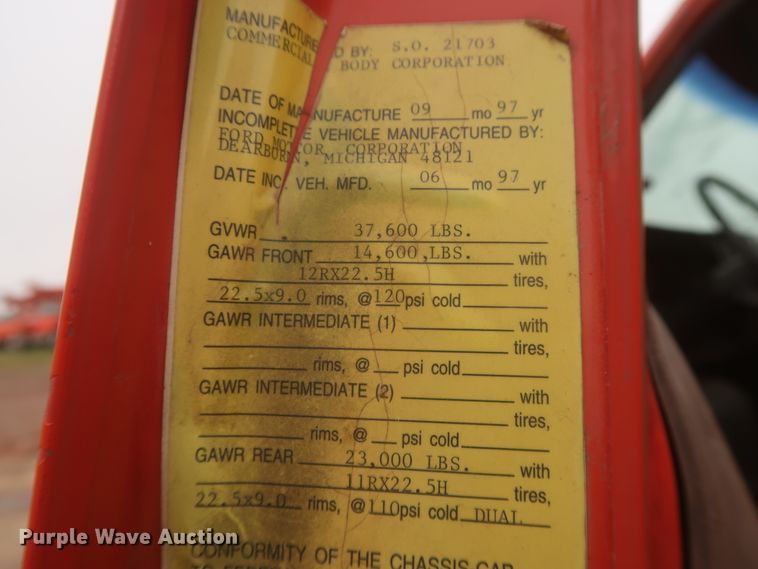 MANUFACTURED BY: S.O. 21703
COMMERCIAL BODY CORPORATION
DATE OF MANUFACTURE 09 mo 97 yr
INCOMPLETE VEHICLE MANUFACTURED BY:
FORD MOTOR CORPORATION
DEARBORN, MICHIGAN 48121
DATE INC. VEH. MFD. 06 mo 97 yr
GVWR 37,600 LBS.
GAWR FRONT 14,600,LBS. with
12RX22.5H tires,
22.5x9.0 rims, @120psi cold
GAWR INTERMEDIATE (1) with
tires,
rims, @ psi cold
GAWR INTERMEDIATE (2) with
tires,
rims, @ psi cold
GAWR REAR 23,000 LBS. with
11RX22.5H tires,
22.5x9.0 rims, @110psi cold DUAL
CONFORMITY OF THE CHASSIS-CAB
Purple Wave Auction